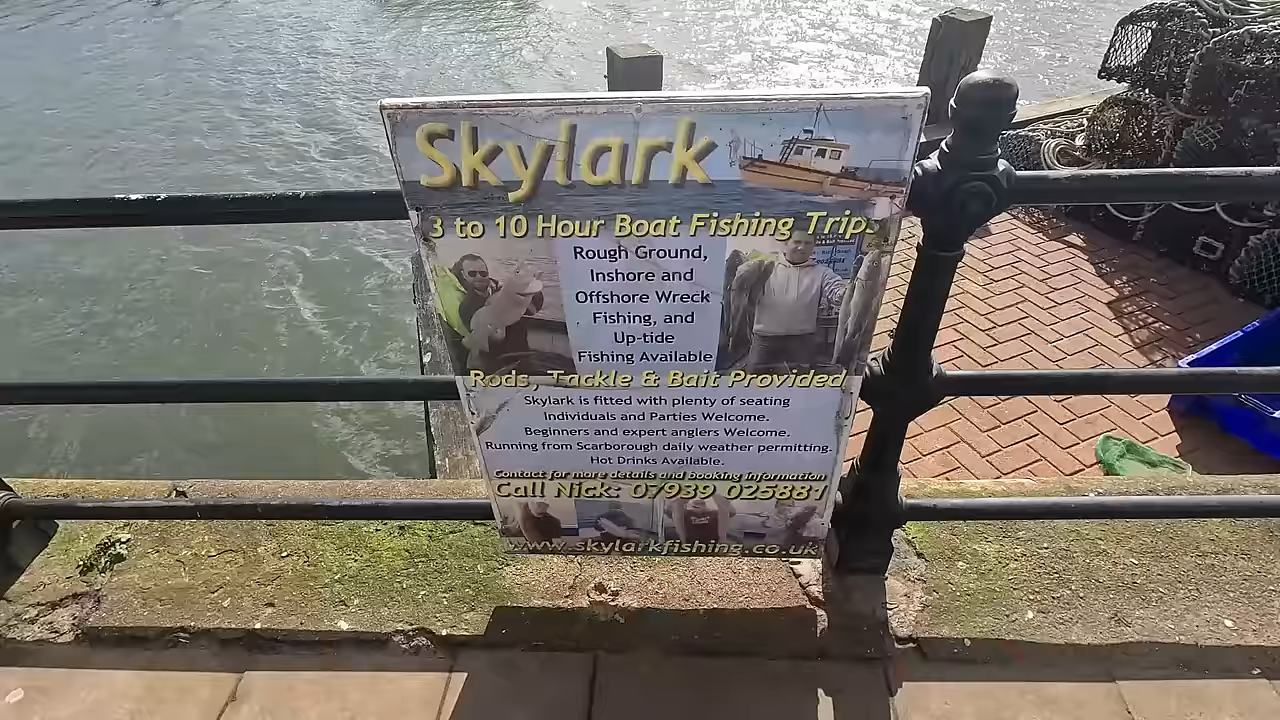 Skylark
3 to 10 Hour Boat Fishing Trips
Rough Ground,
Inshore and
Offshore Wreck
Fishing, and
Up-tide
Fishing Available
Rods, Tackle & Bait Provided
Skylark is fitted with plenty of seating
Individuals and Parties Welcome.
Beginners and expert anglers Welcome.
Running from Scarborough daily weather permitting.
Hot Drinks Available.
Contact for more details and booking information
Call Nick: 07939 025881
www.skylarkfishing.co.uk